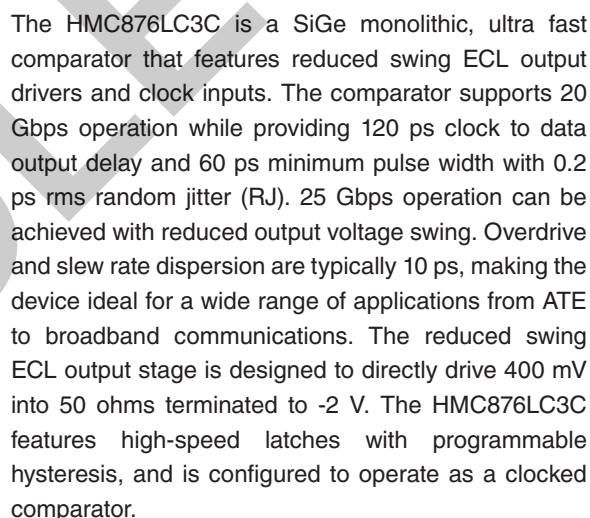 The HMC876LC3C is a SiGe monolithic, ultra fast
comparator that features reduced swing ECL output
drivers and clock inputs. The comparator supports 20
Gbps operation while providing 120 ps clock to data
output delay and 60 ps minimum pulse width with 0.2
ps rms random jitter (RJ). 25 Gbps operation can be
achieved with reduced output voltage swing. Overdrive
and slew rate dispersion are typically 10 ps, making the
device ideal for a wide range of applications from ATE
to broadband communications. The reduced swing
ECL output stage is designed to directly drive 400 mV
into 50 ohms terminated to -2 V. The HMC876LC3C
features high-speed latches with programmable
hysteresis, and is configured to operate as a clocked
comparator.